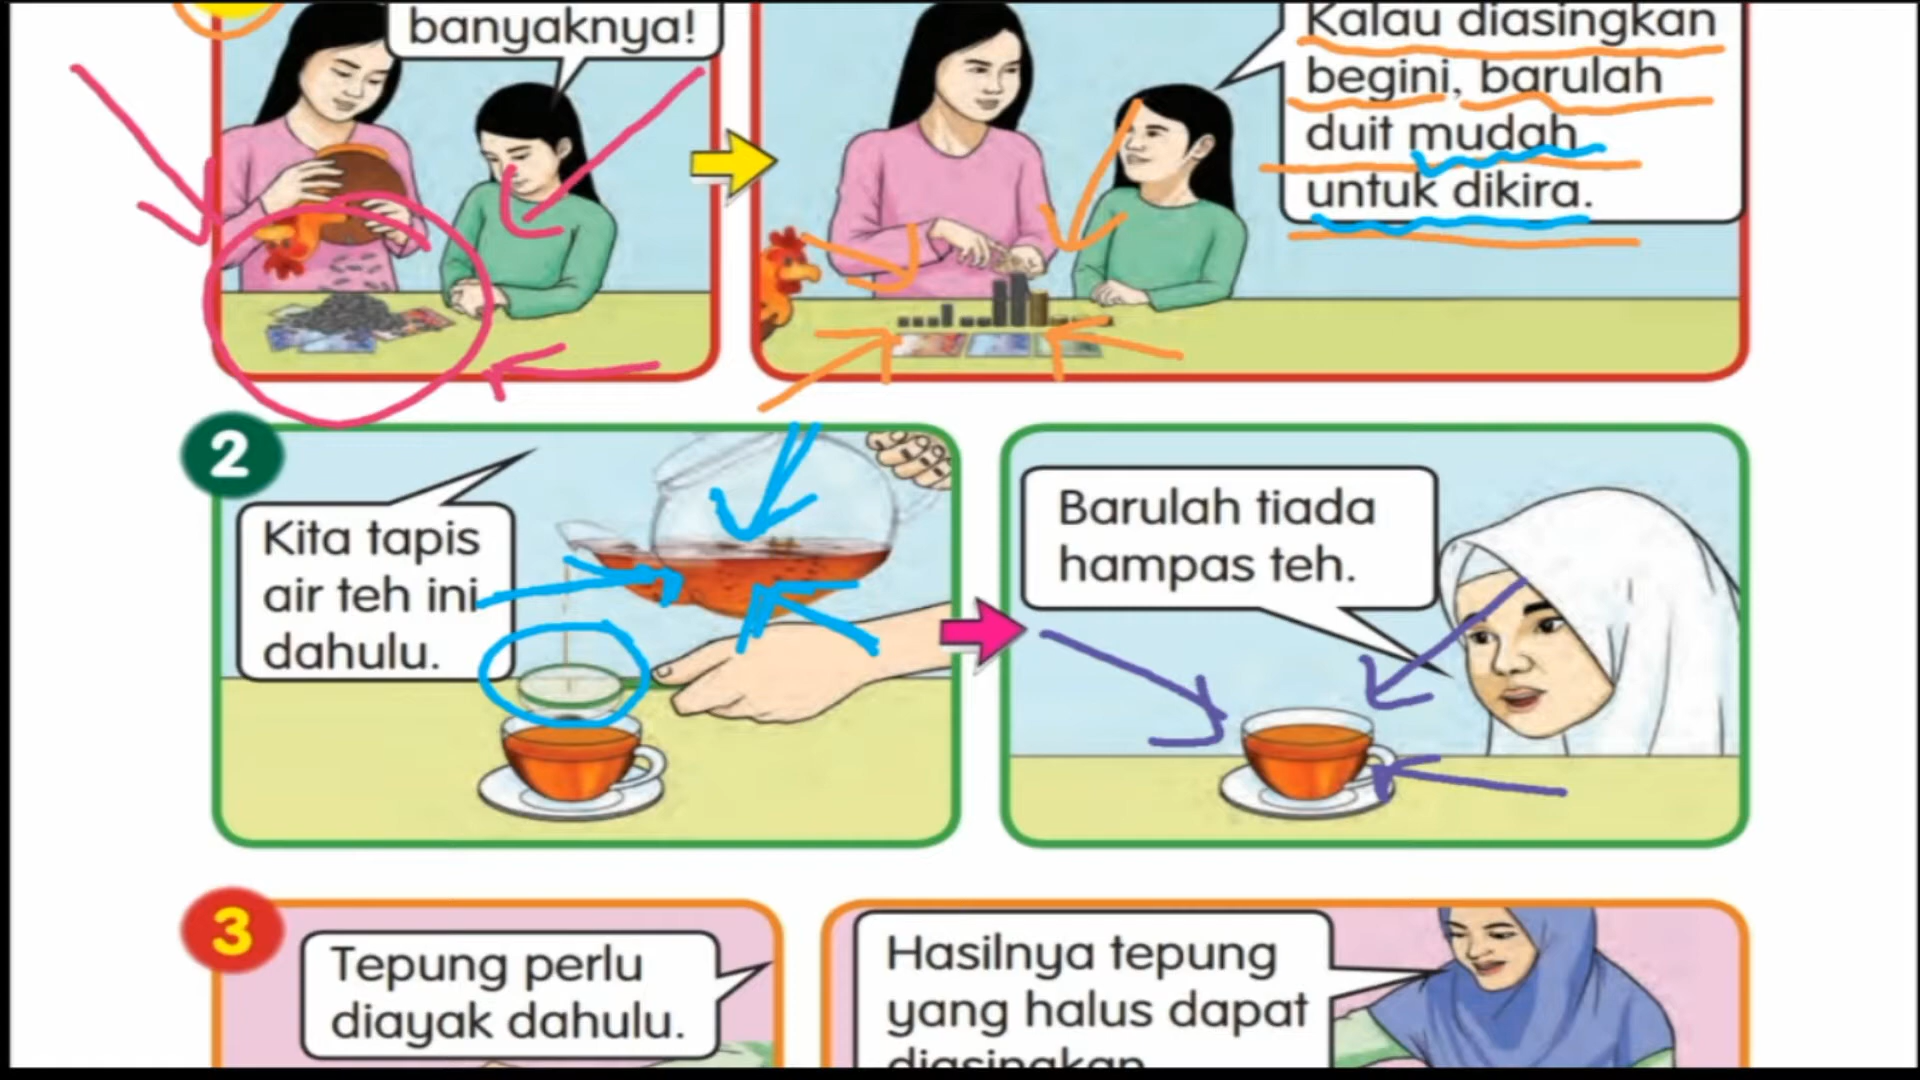 banyaknya!
Kalau diasingkan
begini, barulah
duit mudah
untuk dikira.
2
Kita tapis
air teh ini
dahulu.
Barulah tiada
hampas teh.
3
Tepung perlu
diayak dahulu.
Hasilnya tepung
yang halus dapat
diasingkan